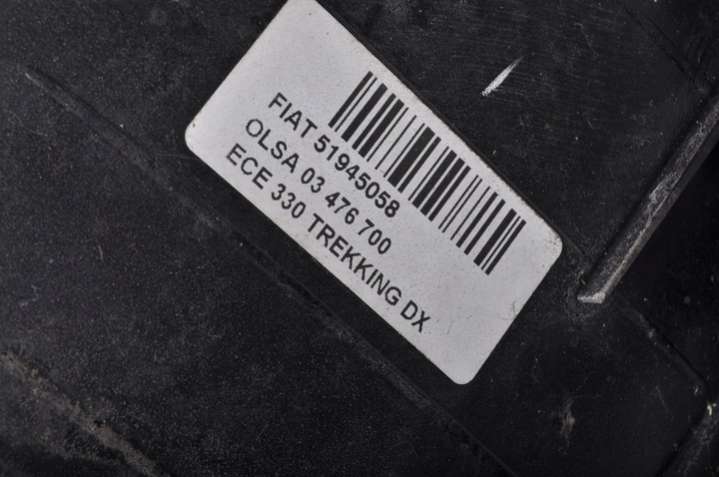 FIAT 51945058
OLSA 03 476 700
ECE 330 TREKKING DX